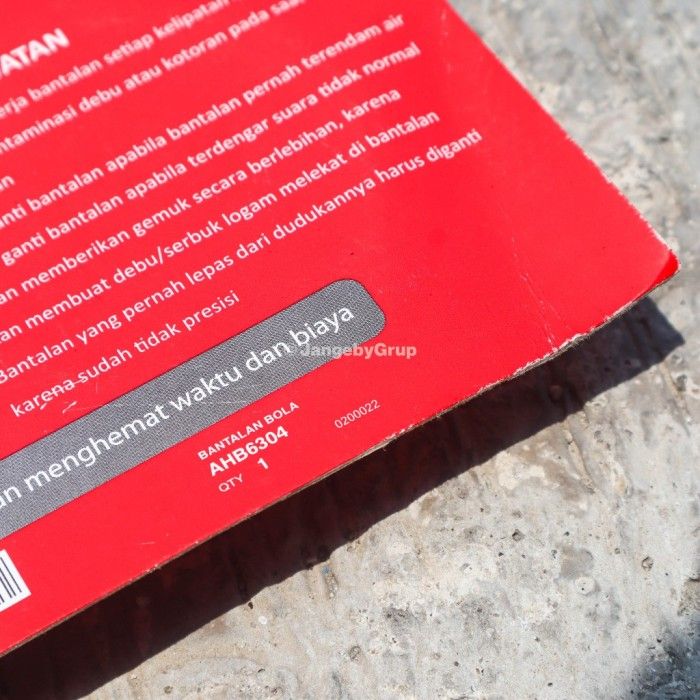 erja bantalan setiap kelipatan
ntaminasi debu atau kotoran pada saat
anti bantalan apabila bantalan pernah terendam air
ganti bantalan apabila terdengar suara tidak normal
an memberikan gemuk secara berlebihan, karena
an membuat debu/serbuk logam melekat di bantalan
Bantalan yang pernah lepas dari dudukannya harus diganti
karena sudah tidak presisi
an menghemat waktu dan biaya
© JangebyGrup
BANTALAN BOLA
AHB6304
QTY 1
0200022